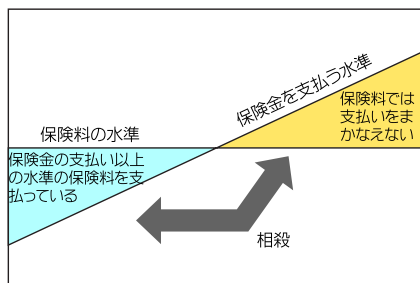 保険金を支払う水準
保険料では
支払いをま
かなえない
保険料の水準
保険金の支払い以上
の水準の保険料を支
払っている
相殺